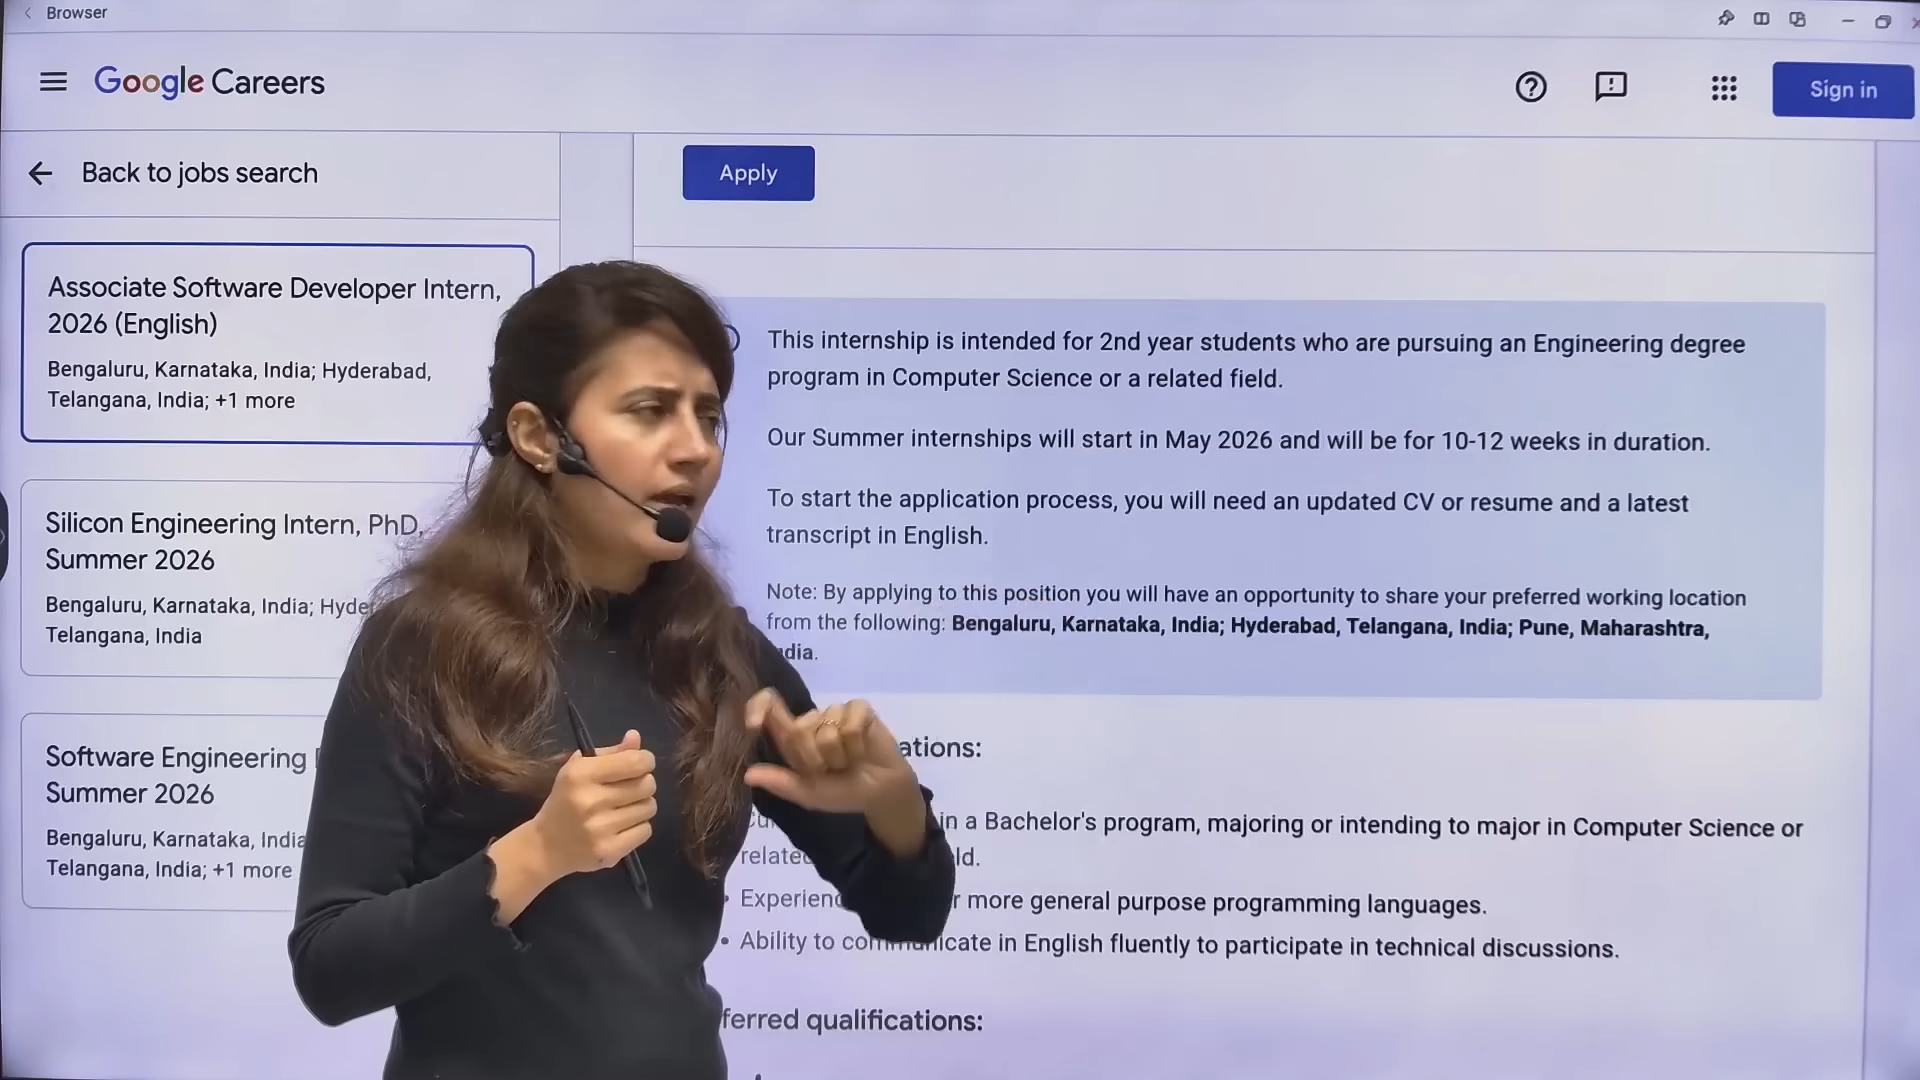 Browser
Google Careers
Sign in
Back to jobs search
Apply
Associate Software Developer Intern,
2026 (English)
Bengaluru, Karnataka, India; Hyderabad,
Telangana, India; +1 more
Silicon Engineering Intern, PhD,
Summer 2026
Bengaluru, Karnataka, India;
Telangana, India
Software Engineering
Summer 2026
Bengaluru, Karnataka, India
Telangana, India; +1 more
This internship is intended for 2nd year students who are pursuing an Engineering degree
program in Computer Science or a related field.
Our Summer internships will start in May 2026 and will be for 10-12 weeks in duration.
To start the application process, you will need an updated CV or resume and a latest
transcript in English.
Note: By applying to this position you will have an opportunity to share your preferred working location
from the following: Bengaluru, Karnataka, India; Hyderabad, Telangana, India; Pune, Maharashtra,
in a Bachelor's program, majoring or intending to major in Computer Science or
more general purpose programming languages.
• Ability to communicate in English fluently to participate in technical discussions.
qualifications: